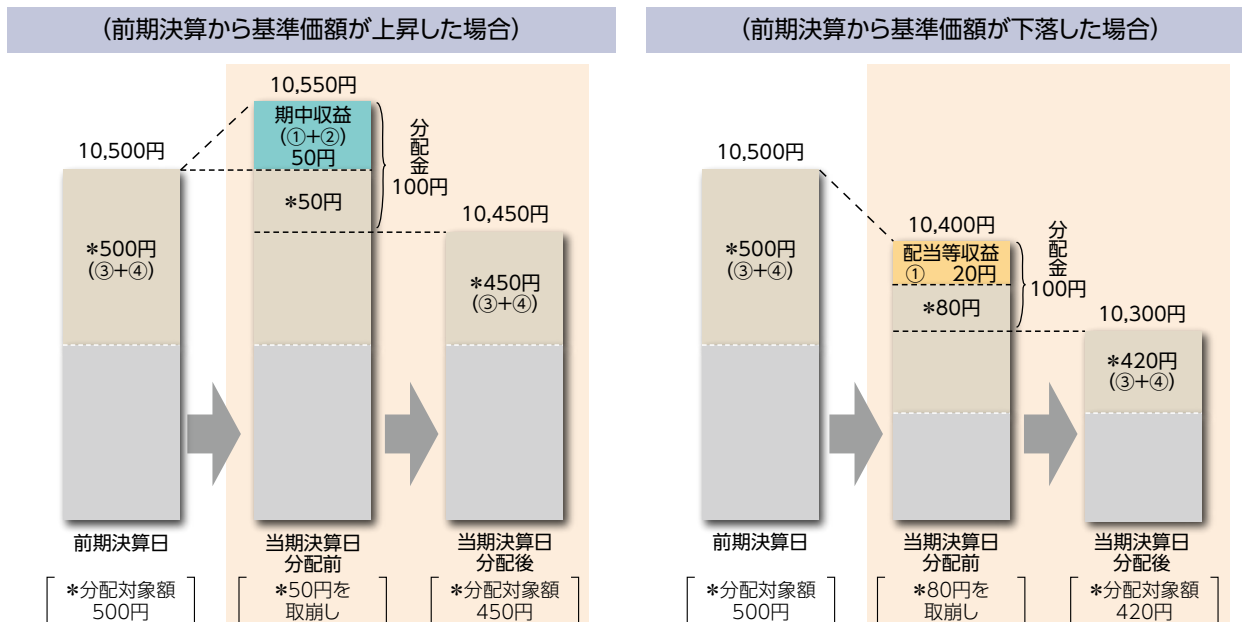 (前期決算から基準価額が上昇した場合)
10,500円
*500円
(③+④)
10,550円
期中収益
(①+②)
50円
*50円
分配金
100円
10,450円
*450円
(③+④)
前期決算日
当期決算日
分配前
当期決算日
分配後
*分配対象額
500円
*50円を
取崩し
*分配対象額
450円
(前期決算から基準価額が下落した場合)
10,500円
*500円
(③+④)
10,400円
配当等収益
① 20円
*80円
分配金
100円
10,300円
*420円
(③+④)
前期決算日
当期決算日
分配前
当期決算日
分配後
*分配対象額
500円
*80円を
取崩し
*分配対象額
420円